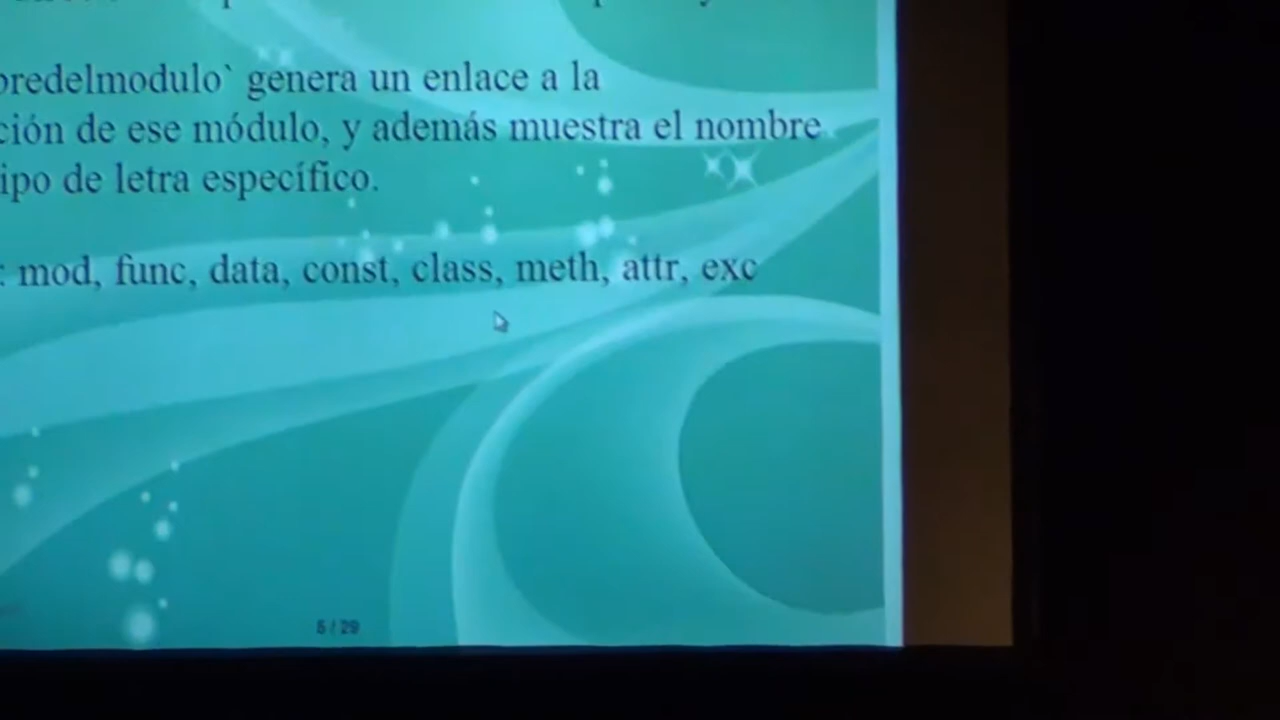 bredelmodulo` genera un enlace a la
ción de ese módulo, y además muestra el nombre
ipo de letra específico.
: mod, func, data, const, class, meth, attr, exc
5 / 29